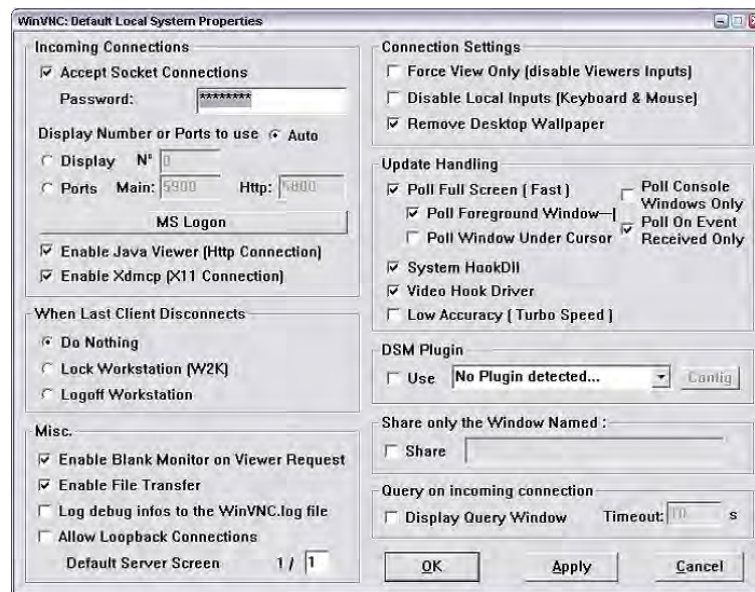 WinVNC: Default Local System Properties
Incoming Connections
Accept Socket Connections
Password: ********
Display Number or Ports to use Auto
Display N° 0
Ports Main: 5900 Http: 5800
MS Logon
Enable Java Viewer (Http Connection)
Enable Xdmcp (X11 Connection)
When Last Client Disconnects
Do Nothing
Lock Workstation (W2K)
Logoff Workstation
Misc.
Enable Blank Monitor on Viewer Request
Enable File Transfer
Log debug infos to the WinVNC.log file
Allow Loopback Connections
Default Server Screen 1 / 1
Connection Settings
Force View Only (disable Viewers Inputs)
Disable Local Inputs (Keyboard & Mouse)
Remove Desktop Wallpaper
Update Handling
Poll Full Screen ( Fast )
Poll Foreground Window
Poll Window Under Cursor
Poll Console
Windows Only
Poll On Event
Received Only
System HookDll
Video Hook Driver
Low Accuracy ( Turbo Speed )
DSM Plugin
Use No Plugin detected... Config
Share only the Window Named :
Share
Query on incoming connection
Display Query Window Timeout: 10 s
OK Apply Cancel